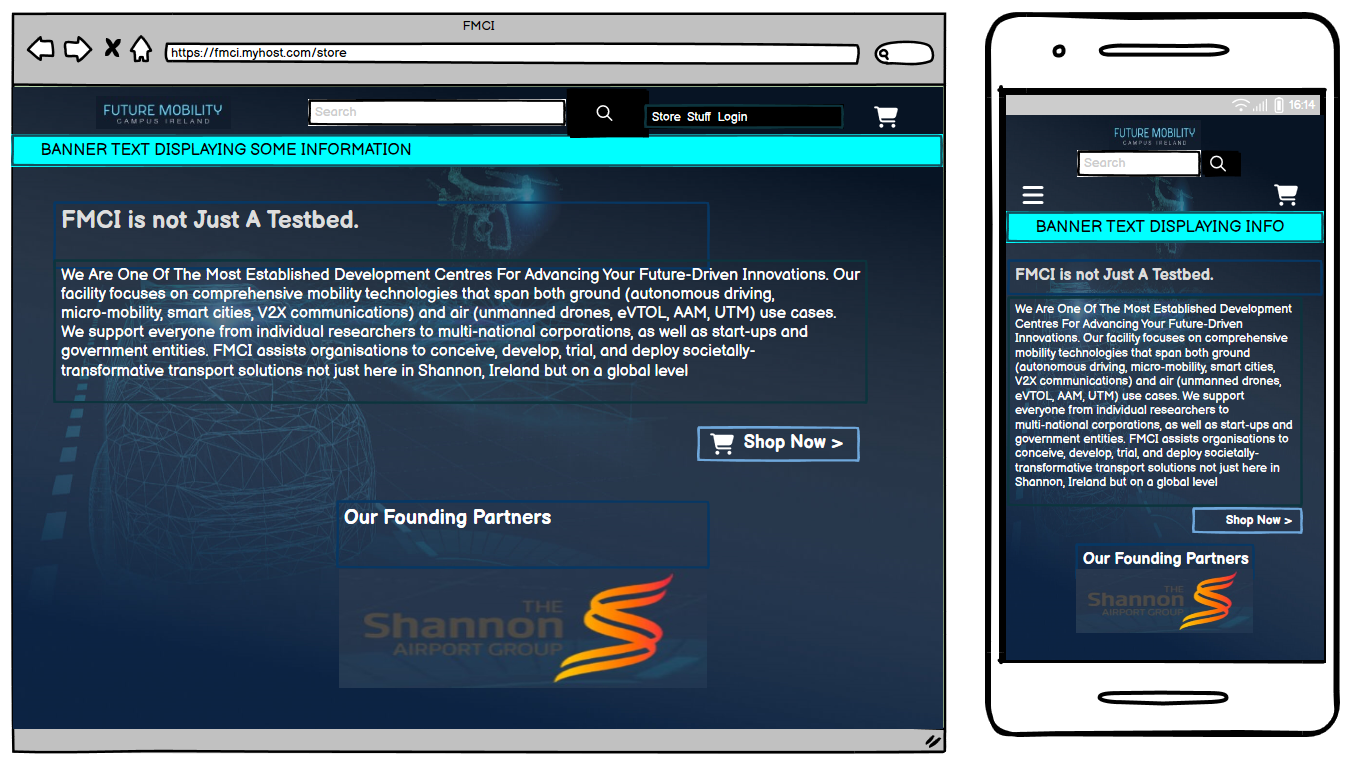 FMCI
https://fmci.myhost.com/store
FUTURE MOBILITY
CAMPUS IRELAND
Search
Store Stuff Login
BANNER TEXT DISPLAYING SOME INFORMATION
FMCI is not Just A Testbed.
We Are One Of The Most Established Development Centres For Advancing Your Future-Driven Innovations. Our
facility focuses on comprehensive mobility technologies that span both ground (autonomous driving,
micro-mobility, smart cities, V2X communications) and air (unmanned drones, eVTOL, AAM, UTM) use cases.
We support everyone from individual researchers to multi-national corporations, as well as start-ups and
government entities. FMCI assists organisations to conceive, develop, trial, and deploy societally-
transformative transport solutions not just here in Shannon, Ireland but on a global level
Shop Now >
Our Founding Partners
THE
Shannon
AIRPORT GROUP
16:14
FUTURE MOBILITY
CAMPUS IRELAND
Search
BANNER TEXT DISPLAYING INFO
FMCI is not Just A Testbed.
We Are One Of The Most Established Development
Centres For Advancing Your Future-Driven
Innovations. Our facility focuses on comprehensive
mobility technologies that span both ground
(autonomous driving, micro-mobility, smart cities,
V2X communications) and air (unmanned drones,
eVTOL, AAM, UTM) use cases. We support
everyone from individual researchers to
multi-national corporations, as well as start-ups and
government entities. FMCI assists organisations to
conceive, develop, trial, and deploy societally-
transformative transport solutions not just here in
Shannon, Ireland but on a global level
Shop Now >
Our Founding Partners
THE
Shannon
AIRPORT GROUP